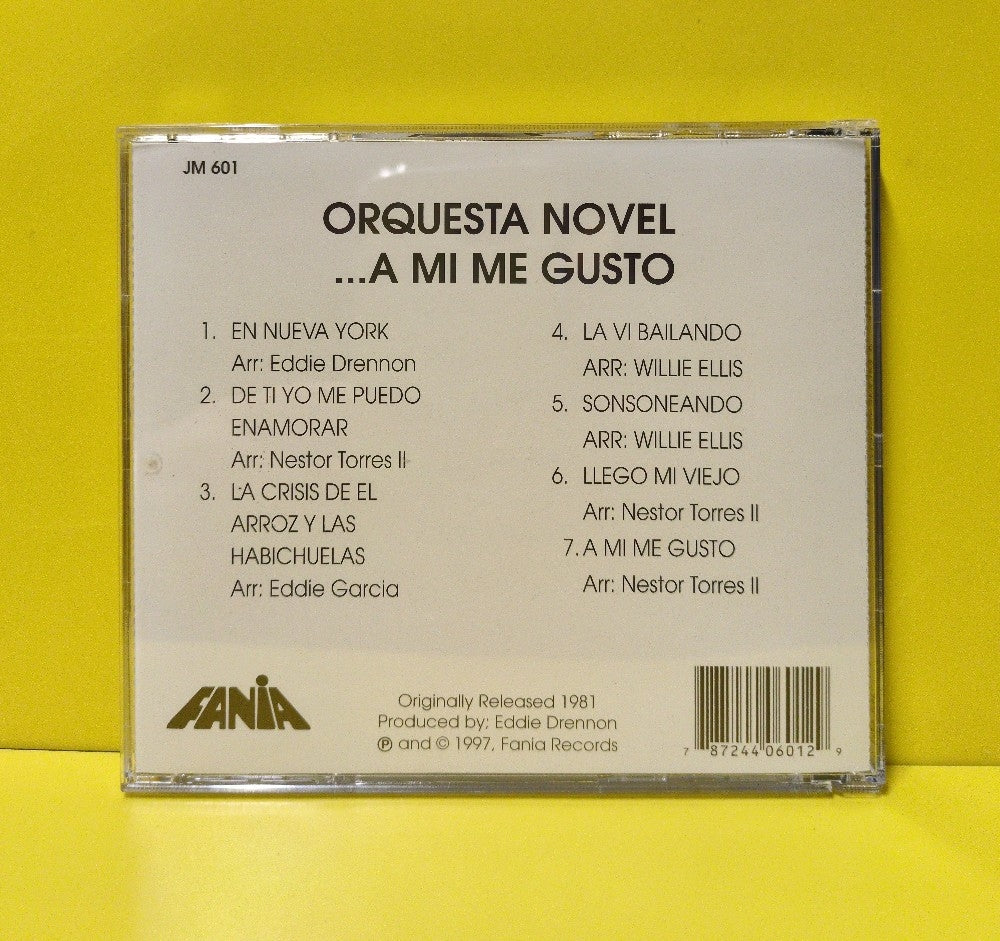 JM 601
ORQUESTA NOVEL
...A MI ME GUSTO
1. EN NUEVA YORK
Arr: Eddie Drennon
2. DE TI YO ME PUEDO
ENAMORAR
Arr: Nestor Torres II
3. LA CRISIS DE EL
ARROZ Y LAS
HABICHUELAS
Arr: Eddie Garcia
4. LA VI BAILANDO
ARR: WILLIE ELLIS
5. SONSONEANDO
ARR: WILLIE ELLIS
6. LLEGO MI VIEJO
Arr: Nestor Torres II
7. A MI ME GUSTO
Arr: Nestor Torres II
FANIA
Originally Released 1981
Produced by: Eddie Drennon
℗ and © 1997, Fania Records
7 87244 06012 9